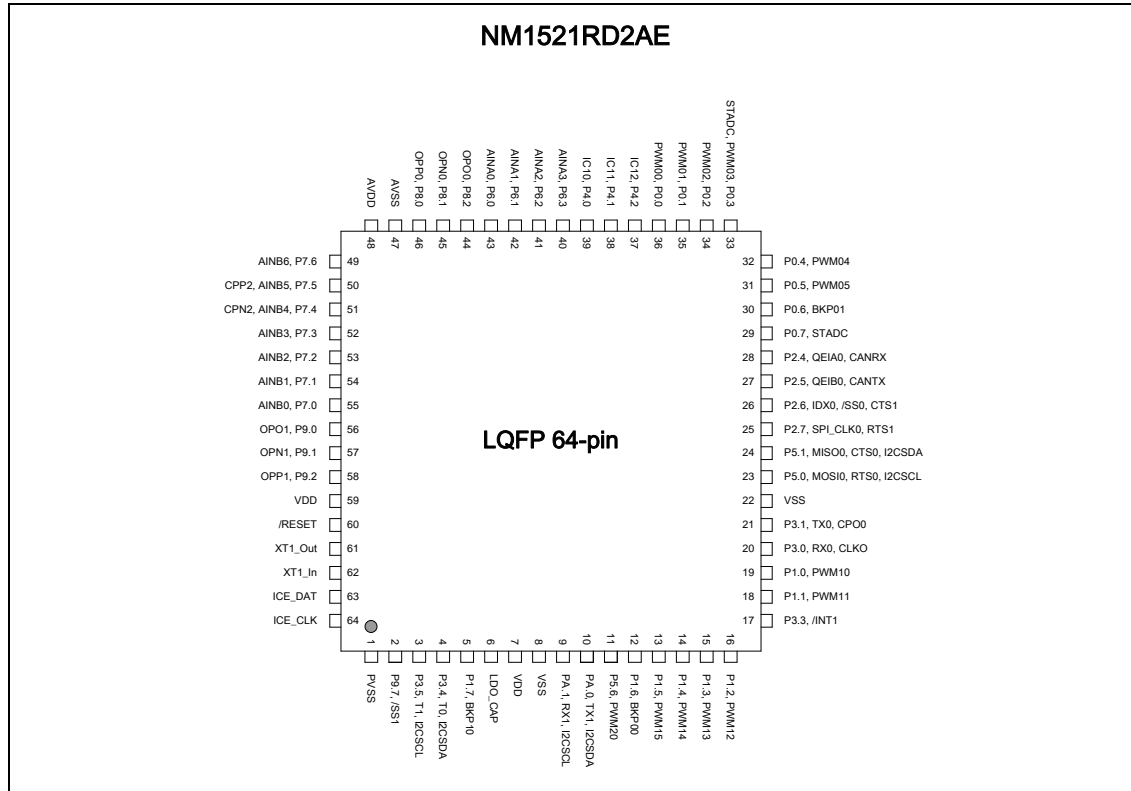 NM1521RD2AE
AVDD
AVSS
OPP0, P8.0
OPN0, P8.1
OPO0, P8.2
AINA0, P6.0
AINA1, P6.1
AINA2, P6.2
AINA3, P6.3
IC10, P4.0
IC11, P4.1
IC12, P4.2
PWM00, P0.0
PWM01, P0.1
PWM02, P0.2
STADC, PWM03, P0.3
48
47
46
45
44
43
42
41
40
39
38
37
36
35
34
33
AINB6, P7.6 49
CPP2, AINB5, P7.5 50
CPN2, AINB4, P7.4 51
AINB3, P7.3 52
AINB2, P7.2 53
AINB1, P7.1 54
AINB0, P7.0 55
OPO1, P9.0 56
OPN1, P9.1 57
OPP1, P9.2 58
VDD 59
/RESET 60
XT1_Out 61
XT1_In 62
ICE_DAT 63
ICE_CLK 64
LQFP 64-pin
32 P0.4, PWM04
31 P0.5, PWM05
30 P0.6, BKP01
29 P0.7, STADC
28 P2.4, QEIA0, CANRX
27 P2.5, QEIB0, CANTX
26 P2.6, IDX0, /SS0, CTS1
25 P2.7, SPI_CLK0, RTS1
24 P5.1, MISO0, CTS0, I2CSDA
23 P5.0, MOSI0, RTS0, I2CSCL
22 VSS
21 P3.1, TX0, CPO0
20 P3.0, RX0, CLKO
19 P1.0, PWM10
18 P1.1, PWM11
17 P3.3, /INT1
1
2
3
4
5
6
7
8
9
10
11
12
13
14
15
16
PVSS
P9.7, /SS1
P3.5, T1, I2CSCL
P3.4, T0, I2CSDA
P1.7, BKP10
LDO_CAP
VDD
VSS
PA.1, RX1, I2CSCL
PA.0, TX1, I2CSDA
P5.6, PWM20
P1.6, BKP00
P1.5, PWM15
P1.4, PWM14
P1.3, PWM13
P1.2, PWM12